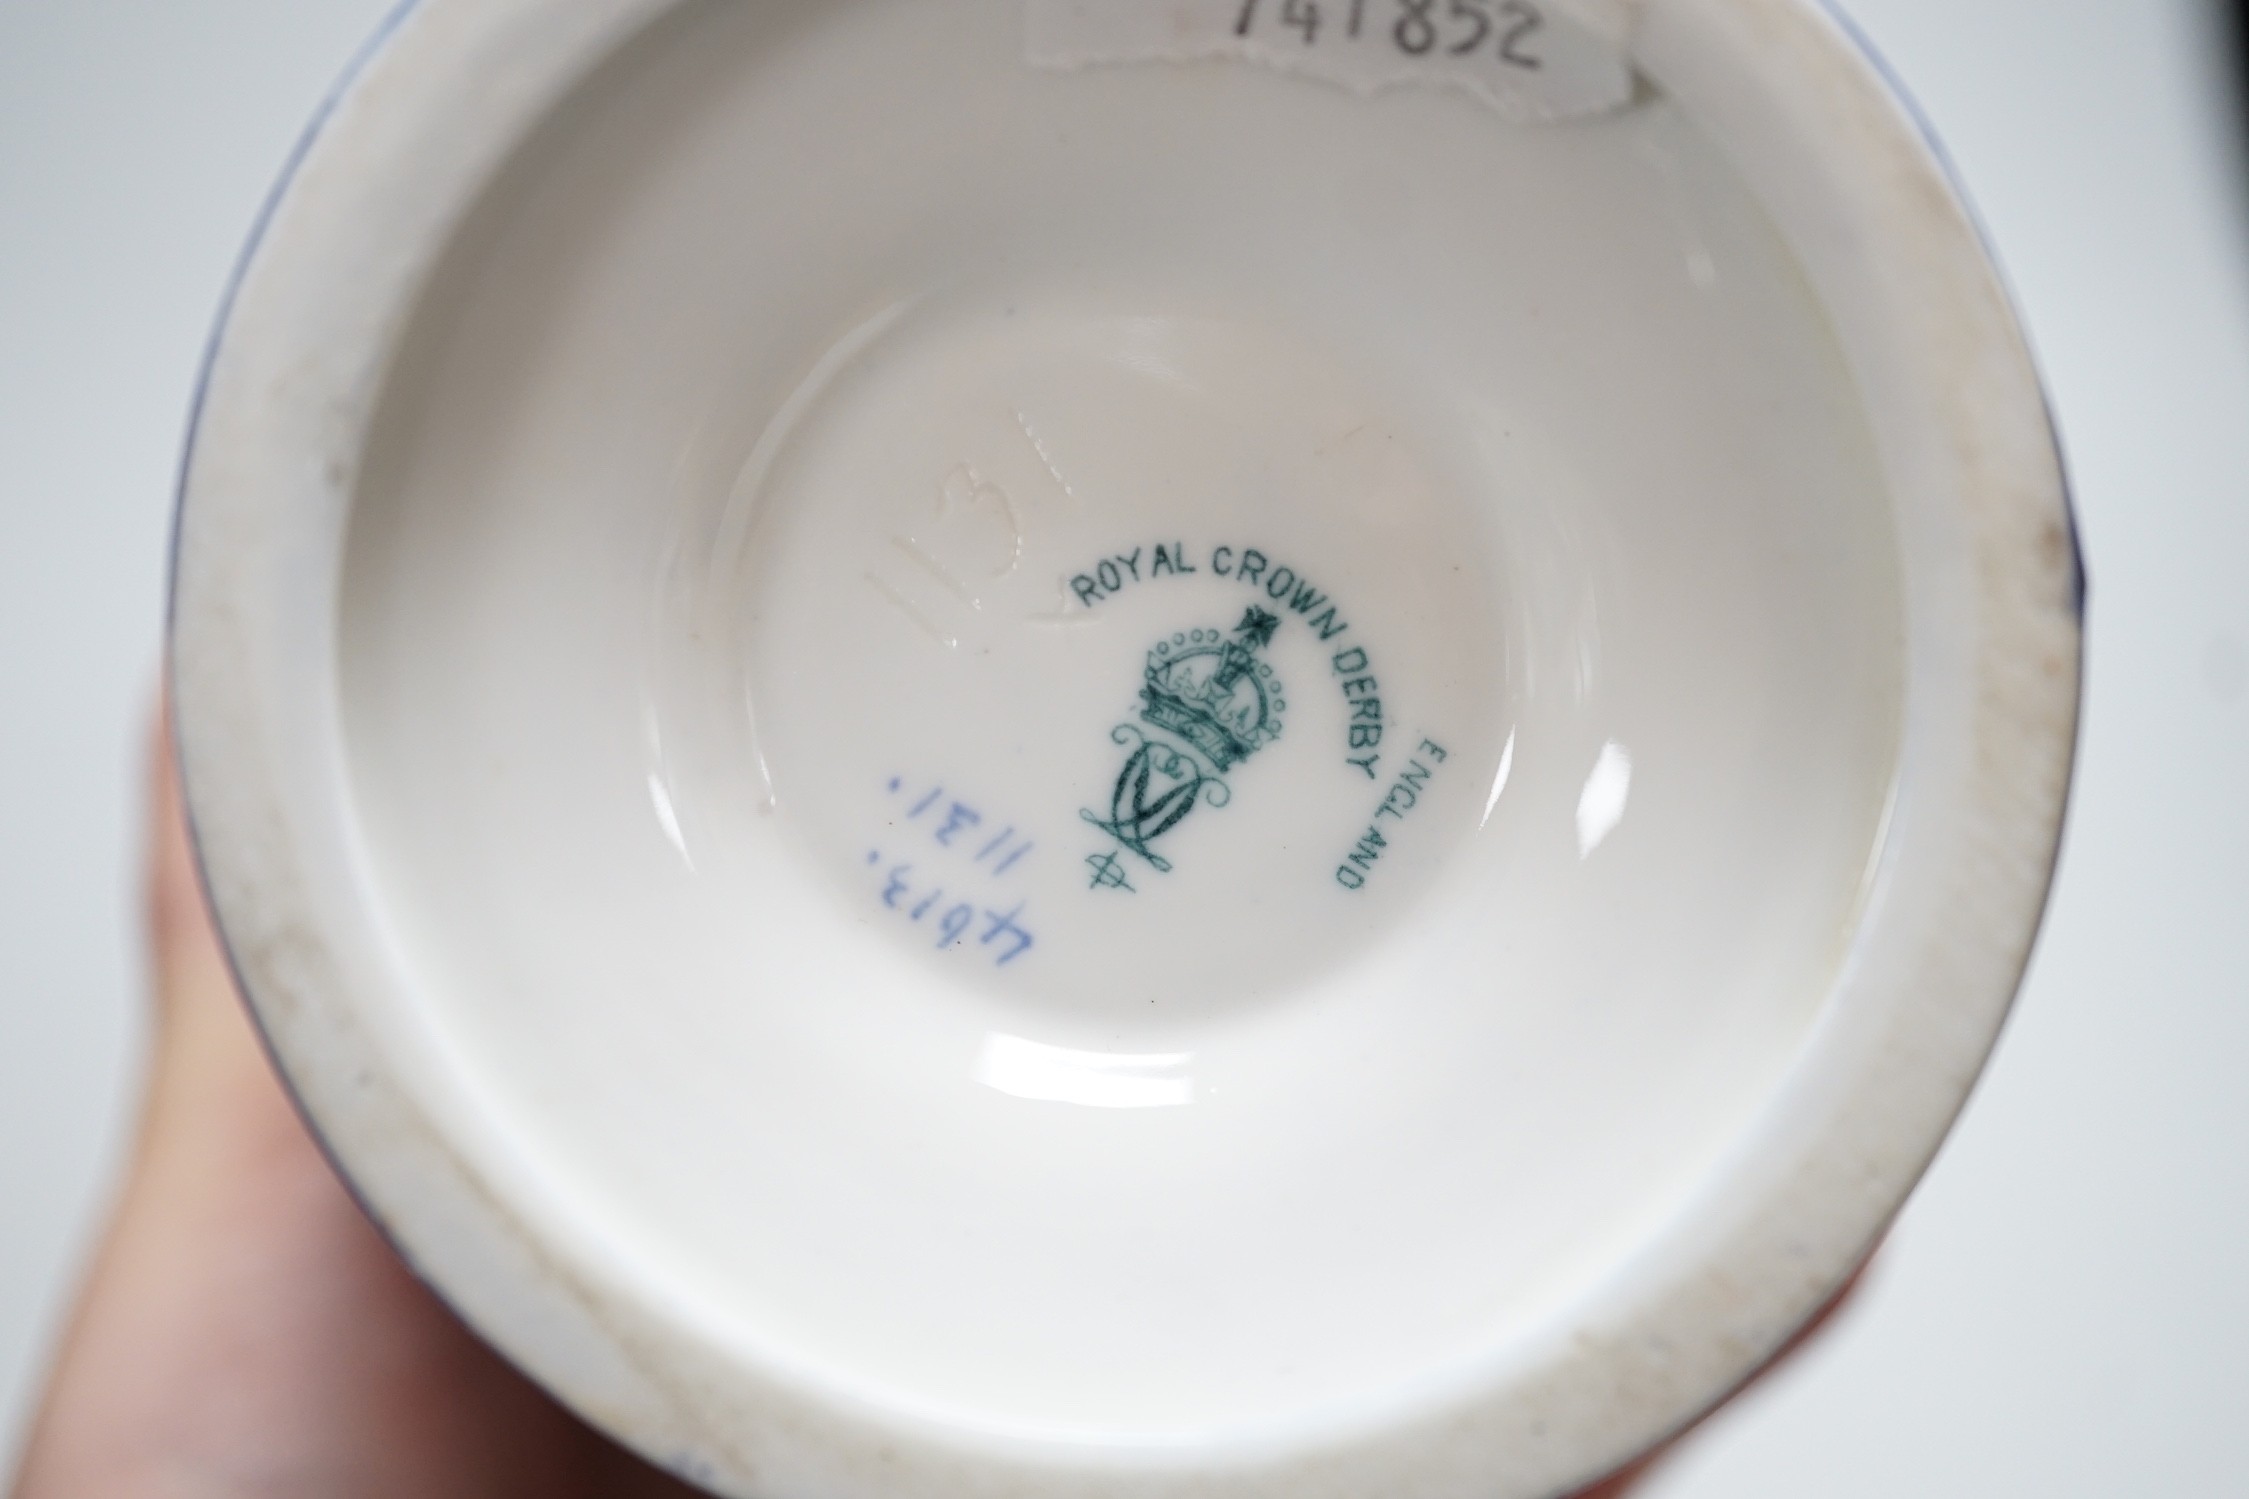 741852
1131
ROYAL CROWN DERBY
ENGLAND
1131.
4613.